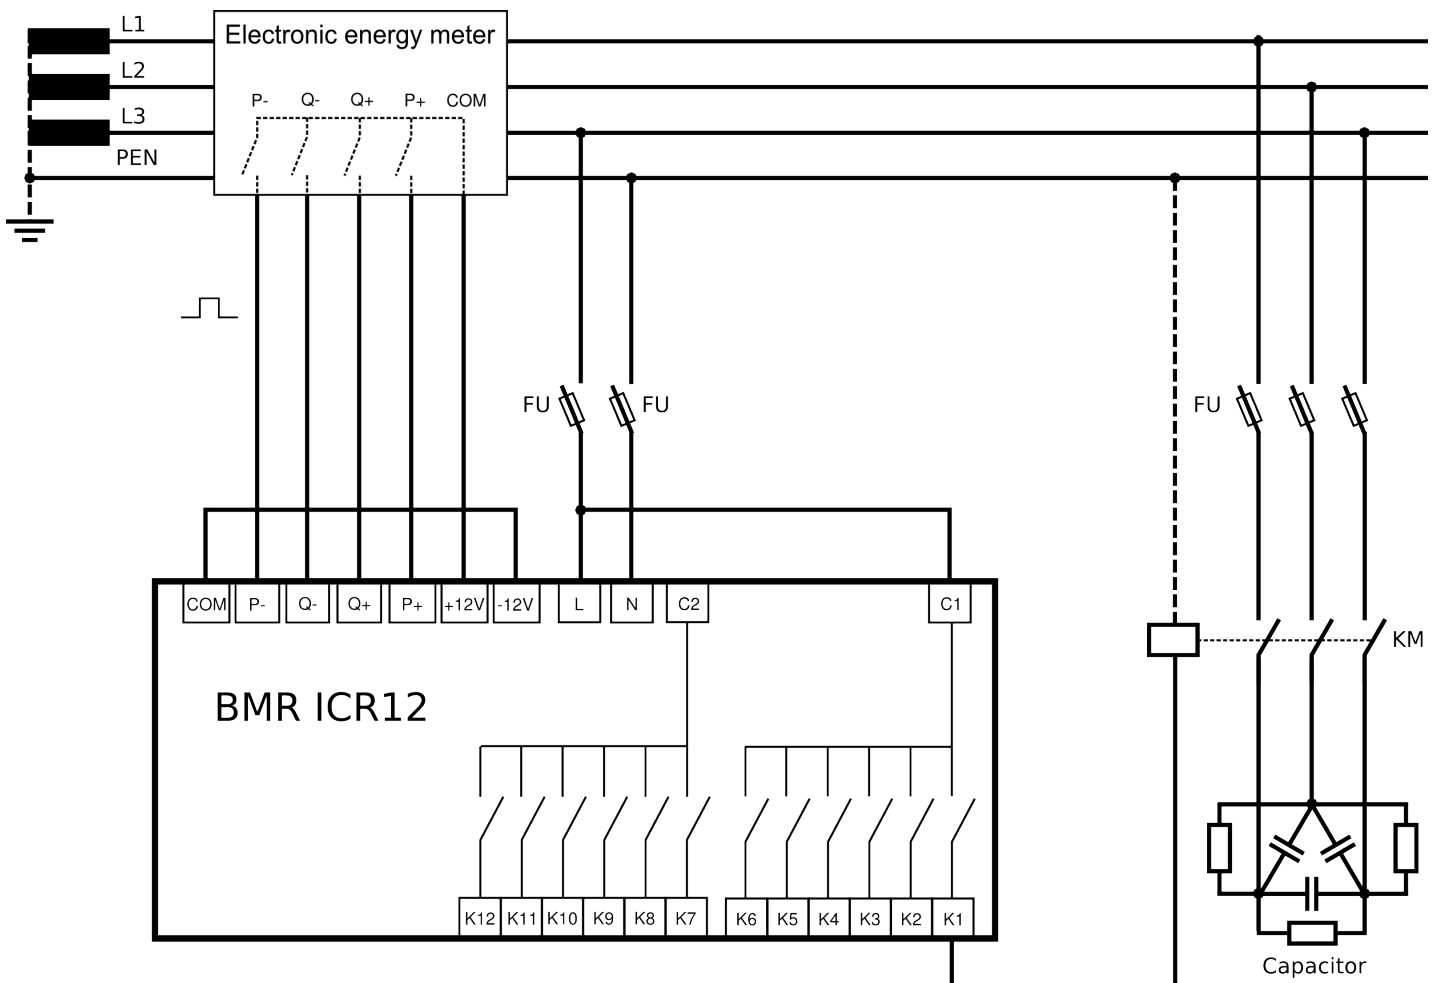 L1
Electronic energy meter
L2
P- Q- Q+ P+ COM
L3
PEN
FU FU FU
COM P- Q- Q+ P+ +12V -12V L N C2 C1
KM
BMR ICR12
K12 K11 K10 K9 K8 K7 K6 K5 K4 K3 K2 K1
Capacitor